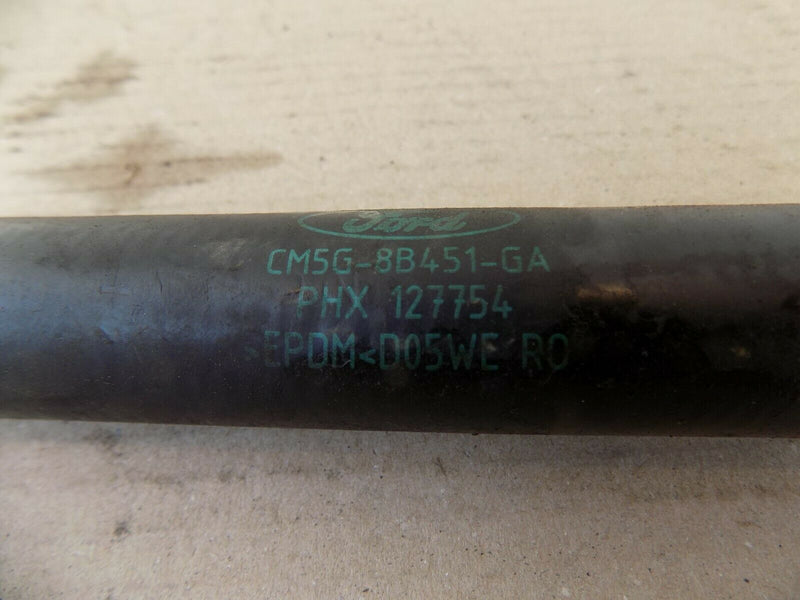 Ford
CM5G-8B451-GA
PHX 127754
>EPDM<D05WE RO